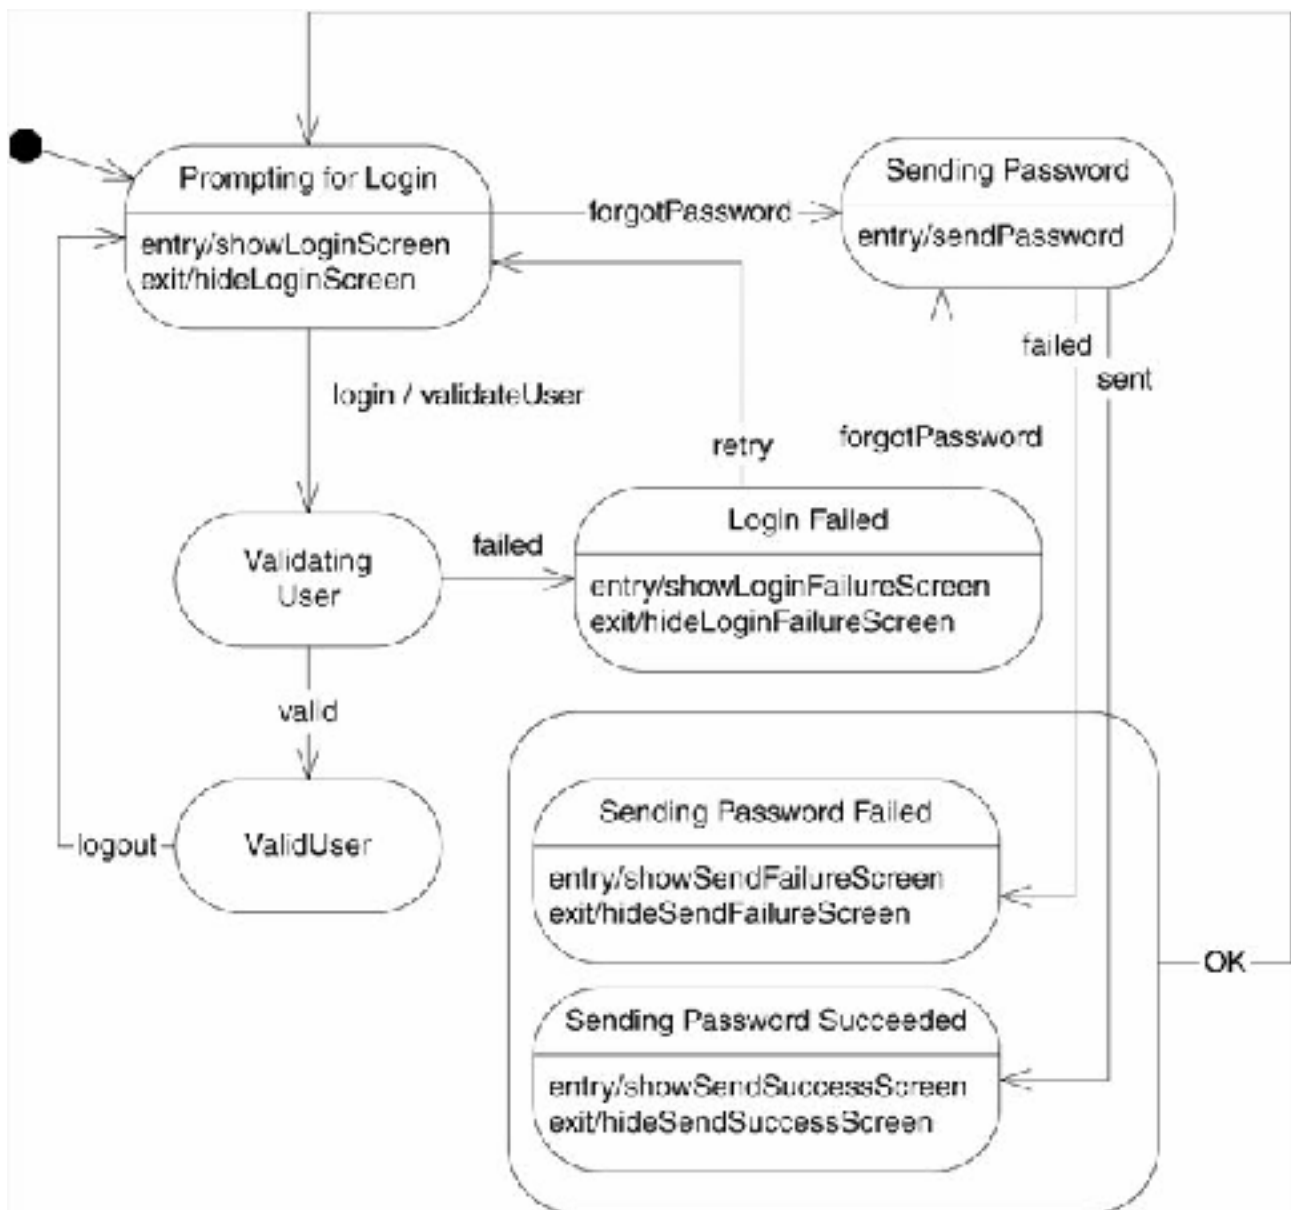 Prompting for Login
entry/showLoginScreen
exit/hideLoginScreen
forgotPassword
Sending Password
entry/sendPassword
failed
sent
login / validateUser
retry
forgotPassword
Validating
User
failed
Login Failed
entry/showLoginFailureScreen
exit/hideLoginFailureScreen
valid
logout
ValidUser
Sending Password Failed
entry/showSendFailureScreen
exit/hideSendFailureScreen
OK
Sending Password Succeeded
entry/showSendSuccessScreen
exit/hideSendSuccessScreen